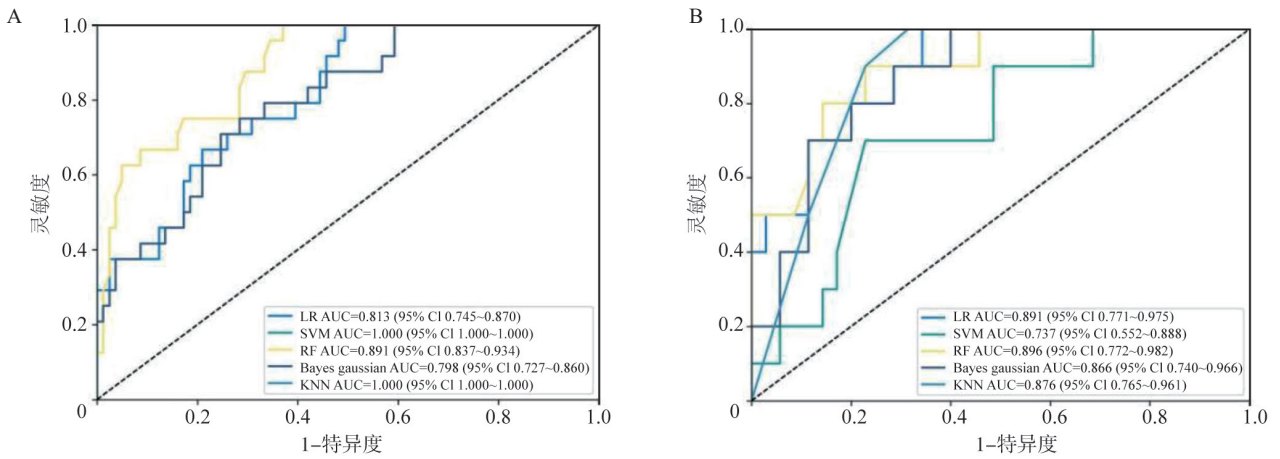 A
1.0
0.8
0.6
0.4
0.2
0
0.2
0.4
0.6
1.0
灵敏度
1-特异度
LR AUC=0.813 (95% CI 0.745~0.870)
SVM AUC=1.000 (95% CI 1.000~1.000)
RF AUC=0.891 (95% CI 0.837~0.934)
Bayes gaussian AUC=0.798 (95% CI 0.727~0.860)
KNN AUC=1.000 (95% CI 1.000~1.000)
B
1.0
0.8
0.6
0.4
0.2
0
0.2
0.4
0.6
0.8
1.0
灵敏度
1-特异度
LR AUC=0.891 (95% CI 0.771~0.975)
SVM AUC=0.737 (95% CI 0.552~0.888)
RF AUC=0.896 (95% CI 0.772~0.982)
Bayes gaussian AUC=0.866 (95% CI 0.740~0.966)
KNN AUC=0.876 (95% CI 0.765~0.961)